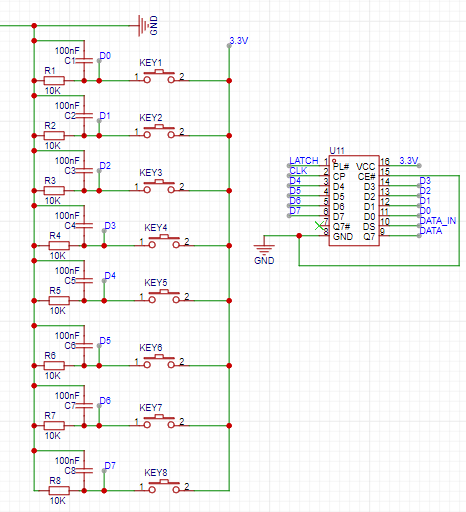 GND
3.3V
100nF
C1
D0
R1
10K
KEY1
1 2
100nF
C2
D1
R2
10K
KEY2
1 2
100nF
C3
D2
R3
10K
KEY3
1 2
100nF
C4
D3
R4
10K
KEY4
1 2
100nF
C5
D4
R5
10K
KEY5
1 2
100nF
C6
D5
R6
10K
KEY6
1 2
100nF
C7
D6
R7
10K
KEY7
1 2
100nF
C8
D7
R8
10K
KEY8
1 2
U11
LATCH 1 PL# VCC 16 3.3V
CLK 2 CP CE# 15
D4 3 D4 D3 14 D3
D5 4 D5 D2 13 D2
D6 5 D6 D1 12 D1
D7 6 D7 D0 11 D0
7 Q7# DS 10 DATA_IN
8 GND Q7 9 DATA
GND